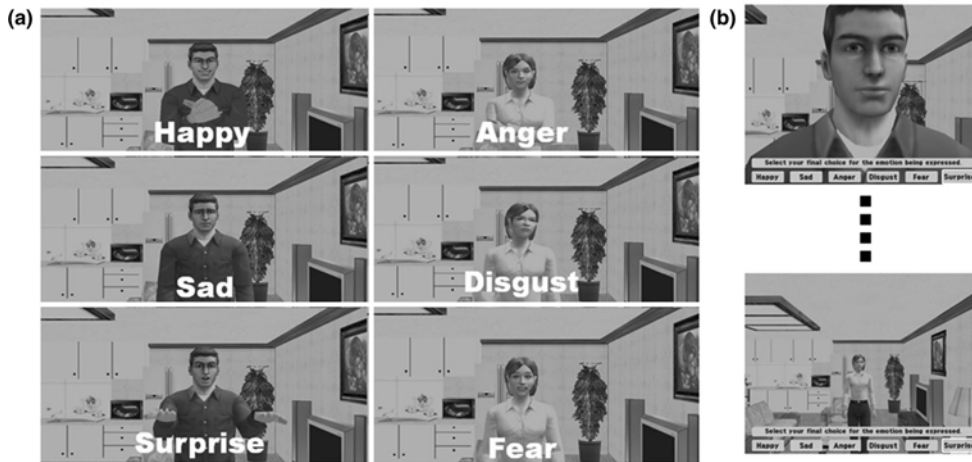 (a)
Happy
Anger
Sad
Disgust
Surprise
Fear
(b)
Select your final choice for the emotion being expressed.
Happy Sad Anger Disgust Fear Surprise
Select your final choice for the emotion being expressed.
Happy Sad Anger Disgust Fear Surprise